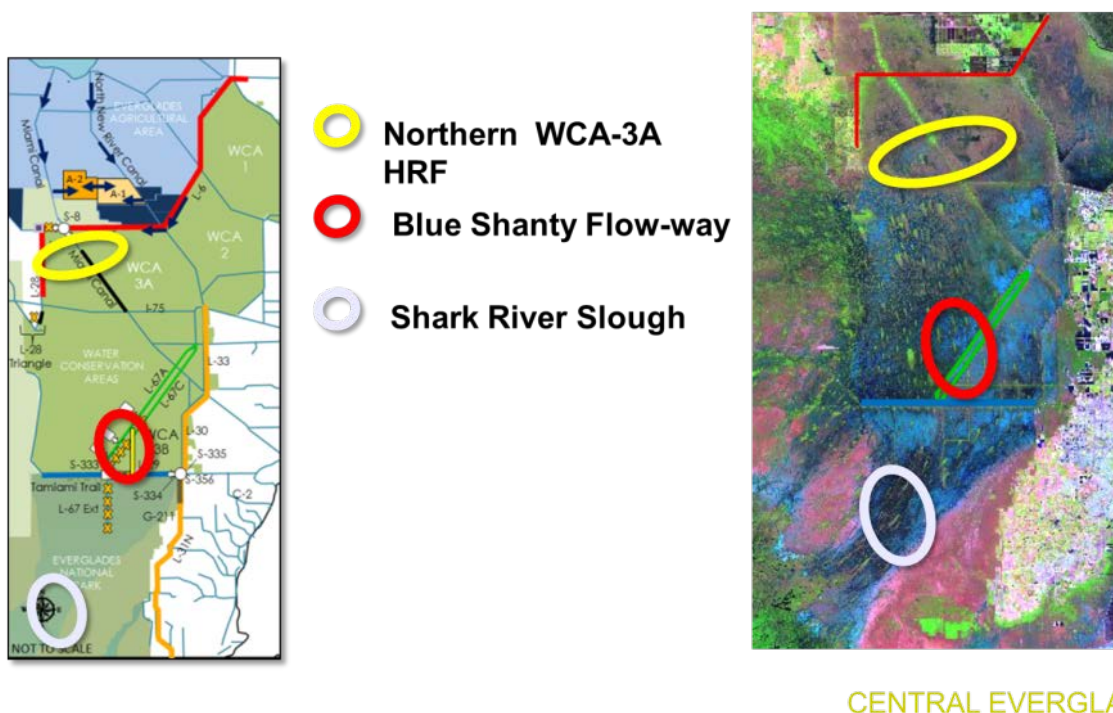 EVERGLADES
AGRICULTURAL
AREA
North New River Canal
Miami Canal
WCA
1
A-2
A-1
L-6
S-8
WCA
2
WCA
3A
Miami Canal
L-28
I-75
L-28
Triangle
WATER
CONSERVATION
AREAS
L-67A
L-67C
L-33
L-30
S-333
S-335
S-356
Tamiami Trail
S-334
C-2
L-67 Ext
G-211
L-31N
EVERGLADES
NATIONAL
NOT TO SCALE
Northern WCA-3A
HRF
Blue Shanty Flow-way
Shark River Slough
CENTRAL EVERGLA